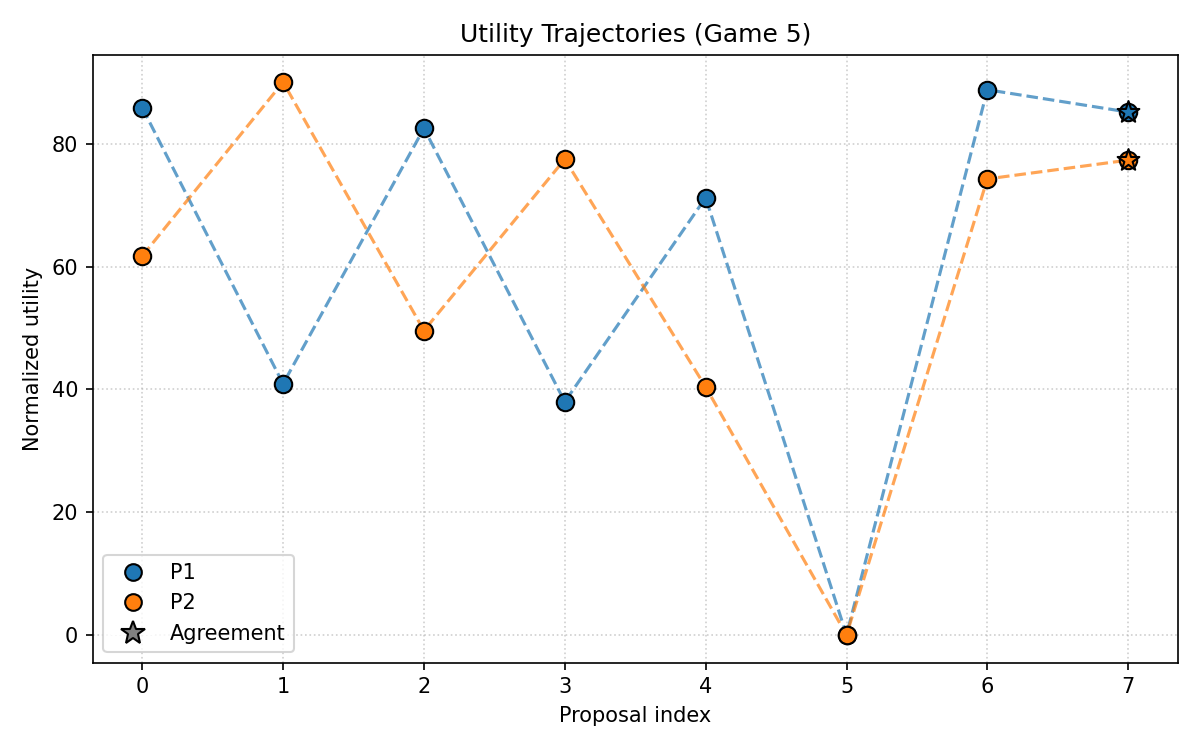 Utility Trajectories (Game 5)
Normalized utility
80
60
40
20
0
P1
P2
Agreement
0 1 2 3 4 5 6 7
Proposal index